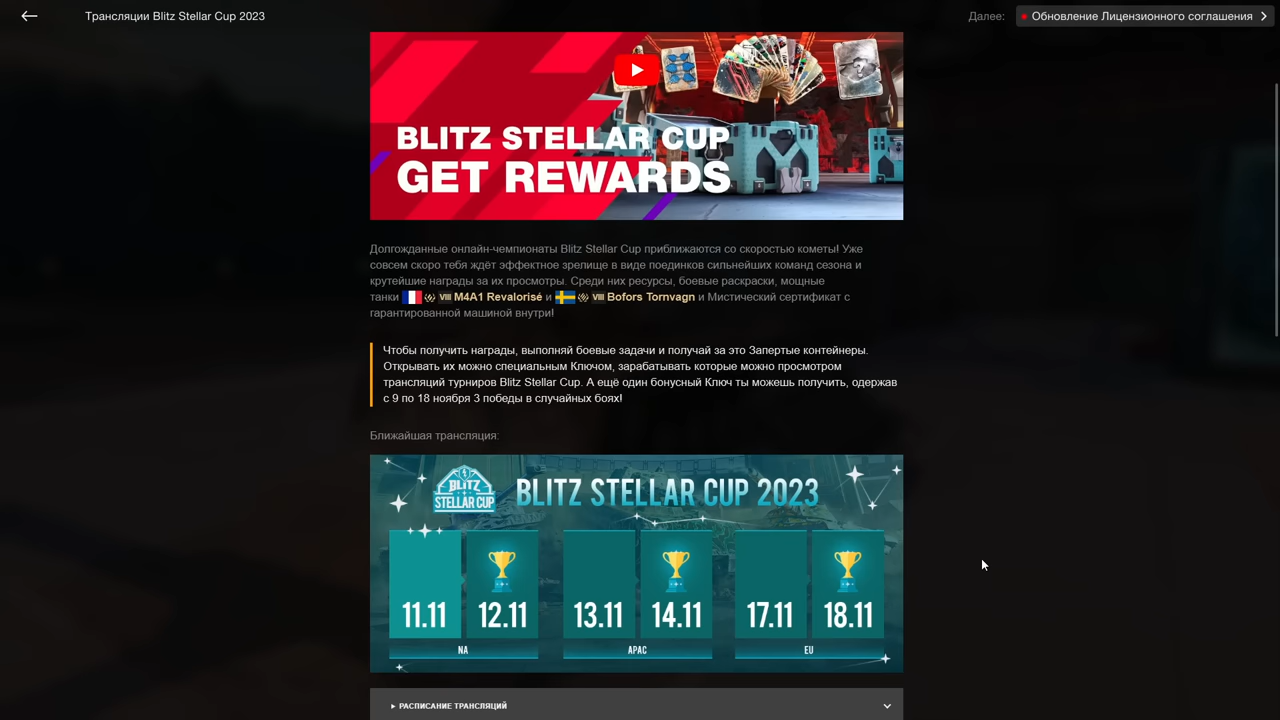 Трансляции Blitz Stellar Cup 2023
Далее:
Обновление Лицензионного соглашения
BLITZ STELLAR CUP
GET REWARDS
Долгожданные онлайн-чемпионаты Blitz Stellar Cup приближаются со скоростью кометы! Уже
совсем скоро тебя ждёт эффектное зрелище в виде поединков сильнейших команд сезона и
крутейшие награды за их просмотры. Среди них ресурсы, боевые раскраски, мощные
танки VIII M4A1 Revalorisé и VIII Bofors Tornvagn и Мистический сертификат с
гарантированной машиной внутри!
Чтобы получить награды, выполняй боевые задачи и получай за это Запертые контейнеры.
Открывать их можно специальным Ключом, зарабатывать которые можно просмотром
трансляций турниров Blitz Stellar Cup. А ещё один бонусный Ключ ты можешь получить, одержав
с 9 по 18 ноября 3 победы в случайных боях!
Ближайшая трансляция:
BLITZ
STELLAR CUP
BLITZ STELLAR CUP 2023
11.11 12.11 13.11 14.11 17.11 18.11
NA APAC EU
РАСПИСАНИЕ ТРАНСЛЯЦИЙ